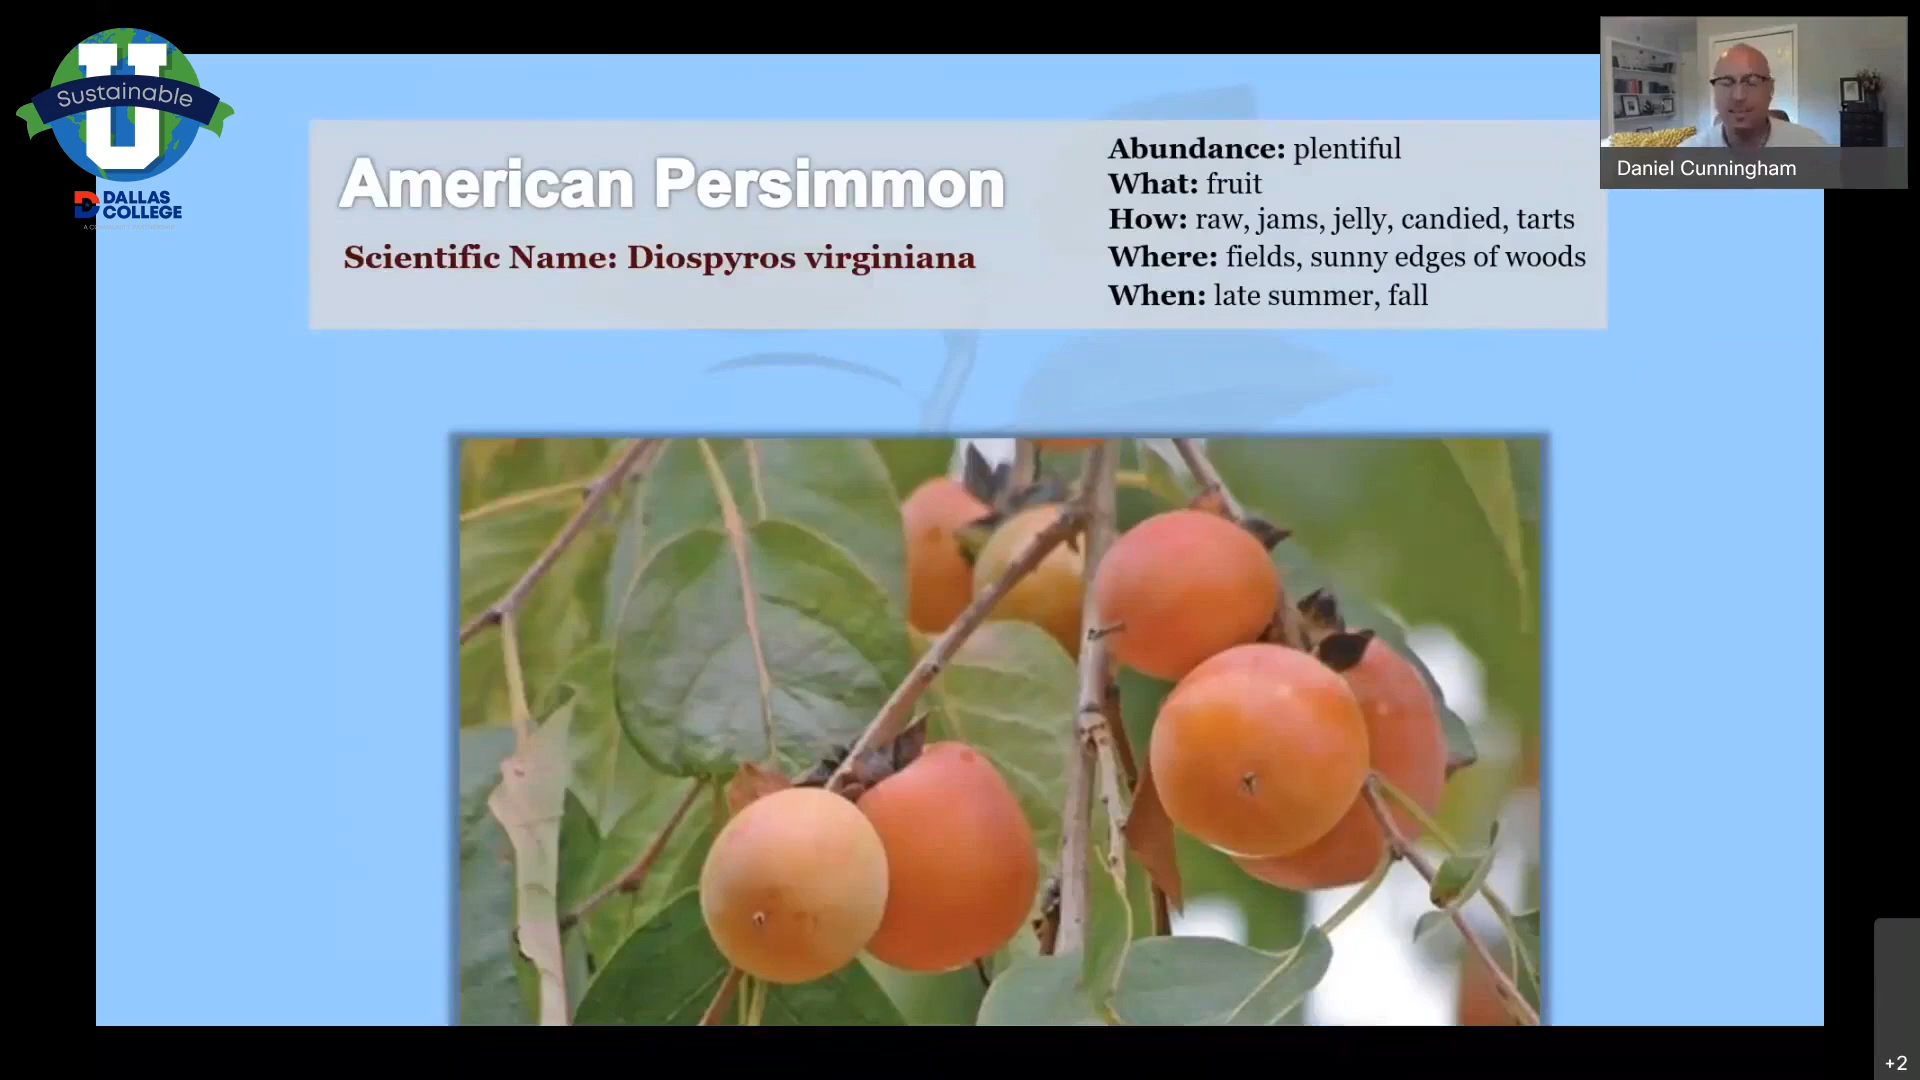 U
Sustainable
DALLAS
COLLEGE
American Persimmon
Scientific Name: Diospyros virginiana
Abundance: plentiful
What: fruit
How: raw, jams, jelly, candied, tarts
Where: fields, sunny edges of woods
When: late summer, fall
Daniel Cunningham
+2